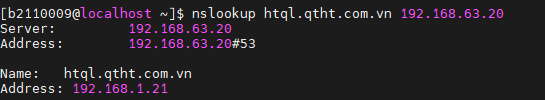 [b2110009@localhost ~]$ nslookup htql.qtht.com.vn 192.168.63.20
Server:         192.168.63.20
Address:        192.168.63.20#53

Name:   htql.qtht.com.vn
Address: 192.168.1.21